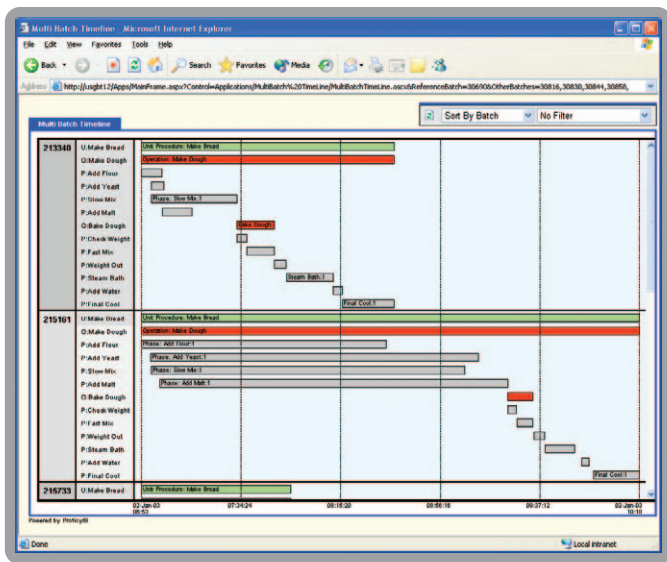 Multi Batch Timeline - Microsoft Internet Explorer
File Edit View Favorites Tools Help
Back Search Favorites Media
Address http://usgbt12/Apps/MainFrame.aspx?Control=Applications/MultiBatch%20TimeLine/MultiBatchTimeLine.ascx&ReferenceBatch=30690&OtherBatches=30816,30830,30844,30858,
Sort By Batch No Filter
Multi Batch Timeline
213340 U:Make Bread Unit Procedure: Make Bread
O:Make Dough Operation: Make Dough
P:Add Flour
P:Add Yeast
P:Slow Mix Phase: Slow Mix:1
P:Add Malt
O:Bake Dough Bake Dough
P:Check Weight
P:Fast Mix
P:Weight Out
P:Steam Bath Steam Bath:1
P:Add Water
P:Final Cool Final Cool:1
215161 U:Make Bread Unit Procedure: Make Bread
O:Make Dough Operation: Make Dough
P:Add Flour Phase: Add Flour:1
P:Add Yeast Phase: Add Yeast:1
P:Slow Mix Phase: Slow Mix:1
P:Add Malt Phase: Add Malt:1
O:Bake Dough
P:Check Weight
P:Fast Mix
P:Weight Out
P:Steam Bath
P:Add Water
P:Final Cool Final Cool:1
215733 U:Make Bread Unit Procedure: Make Bread
02-Jan-03 07:34:24 08:15:20 08:56:16 09:37:12 02-Jan-03
06:53 10:18
Powered by ProficyIB
Done Local intranet